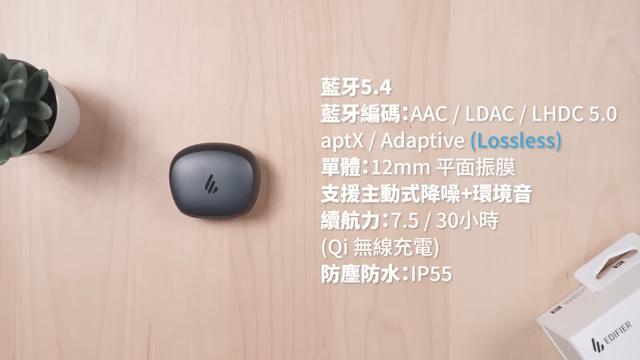 藍牙5.4
藍牙編碼：AAC / LDAC / LHDC 5.0
aptX / Adaptive (Lossless)
單體：12mm 平面振膜
支援主動式降噪+環境音
續航力：7.5 / 30小時
(Qi 無線充電)
防塵防水：IP55
EDIFIER